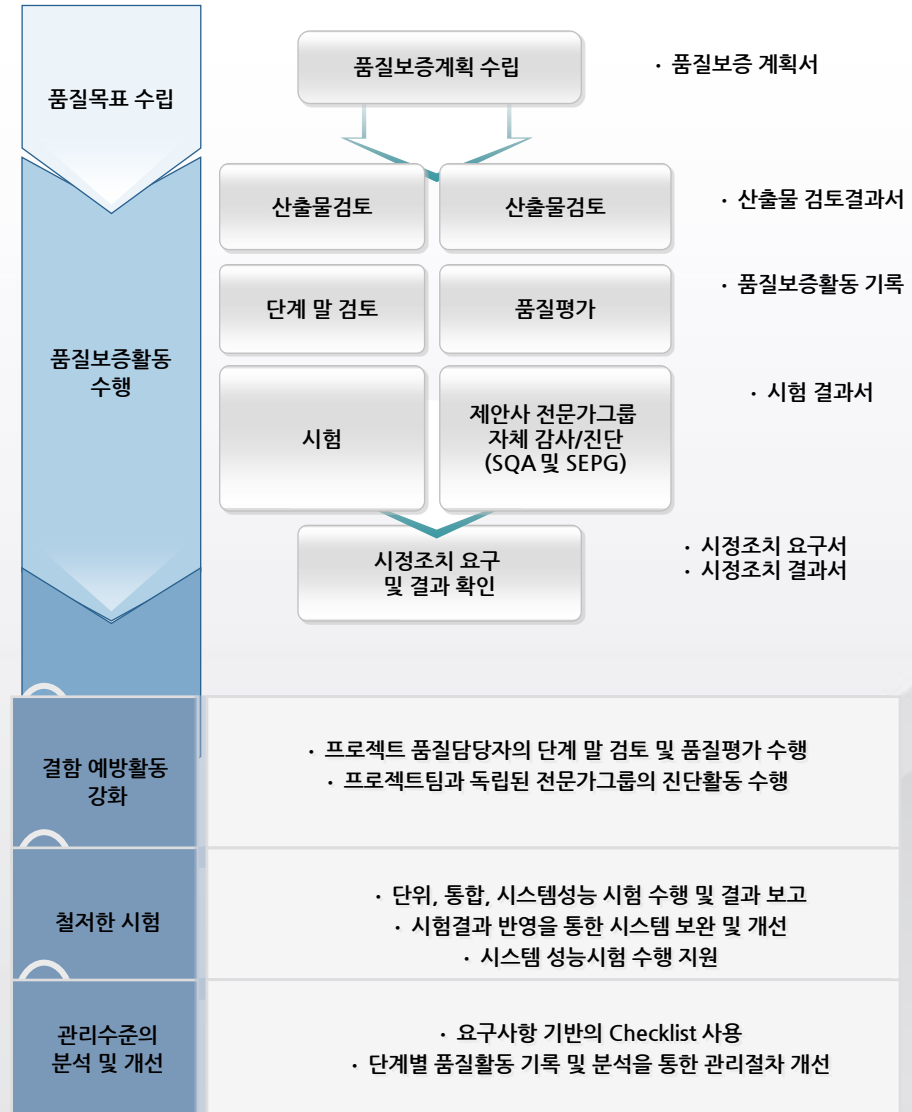 품질목표 수립
품질보증계획 수립
· 품질보증 계획서
산출물검토
산출물검토
· 산출물 검토결과서
단계 말 검토
품질평가
· 품질보증활동 기록
품질보증활동
수행
시험
제안사 전문가그룹
자체 감사/진단
(SQA 및 SEPG)
· 시험 결과서
시정조치 요구
및 결과 확인
· 시정조치 요구서
· 시정조치 결과서
결함 예방활동
강화
· 프로젝트 품질담당자의 단계 말 검토 및 품질평가 수행
· 프로젝트팀과 독립된 전문가그룹의 진단활동 수행
철저한 시험
· 단위, 통합, 시스템성능 시험 수행 및 결과 보고
· 시험결과 반영을 통한 시스템 보완 및 개선
· 시스템 성능시험 수행 지원
관리수준의
분석 및 개선
· 요구사항 기반의 Checklist 사용
· 단계별 품질활동 기록 및 분석을 통한 관리절차 개선